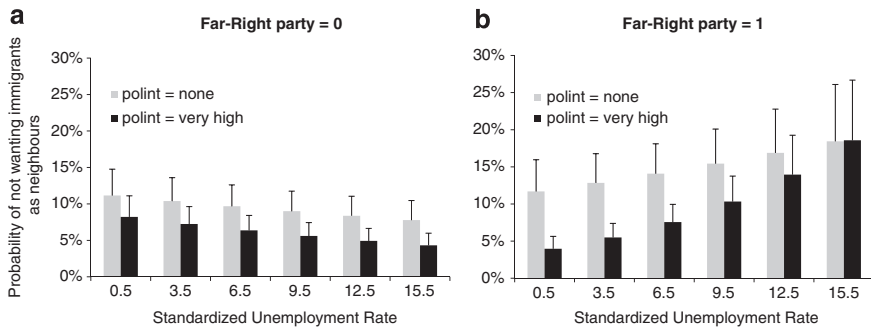 a
Far-Right party = 0
Probability of not wanting immigrants
as neighbours
30%
25%
20%
15%
10%
5%
0%
polint = none
polint = very high
0.5 3.5 6.5 9.5 12.5 15.5
Standardized Unemployment Rate
b
Far-Right party = 1
30%
25%
20%
15%
10%
5%
0%
polint = none
polint = very high
0.5 3.5 6.5 9.5 12.5 15.5
Standardized Unemployment Rate